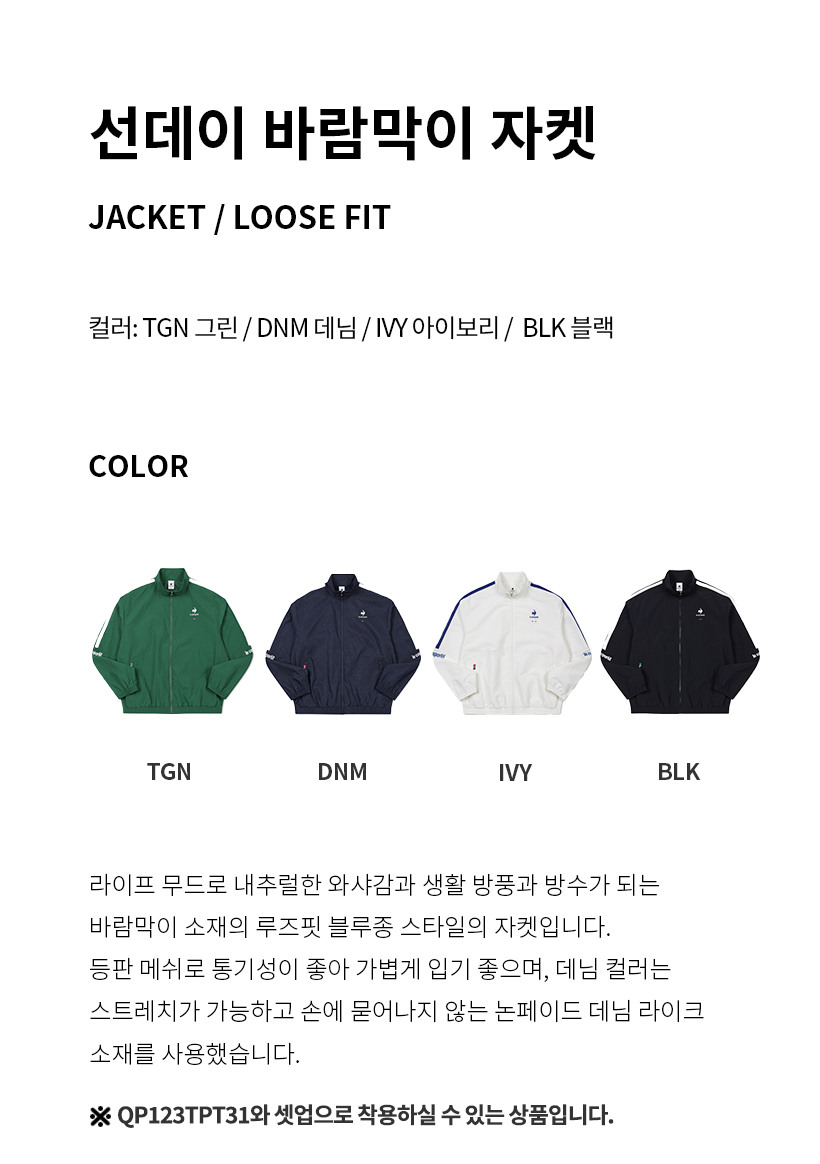 선데이 바람막이 자켓
JACKET / LOOSE FIT
컬러: TGN 그린 / DNM 데님 / IVY 아이보리 / BLK 블랙
COLOR
TGN
DNM
IVY
BLK
라이프 무드로 내추럴한 와샤감과 생활 방풍과 방수가 되는
바람막이 소재의 루즈핏 블루종 스타일의 자켓입니다.
등판 메쉬로 통기성이 좋아 가볍게 입기 좋으며, 데님 컬러는
스트레치가 가능하고 손에 묻어나지 않는 논페이드 데님 라이크
소재를 사용했습니다.
※ QP123TPT31와 셋업으로 착용하실 수 있는 상품입니다.